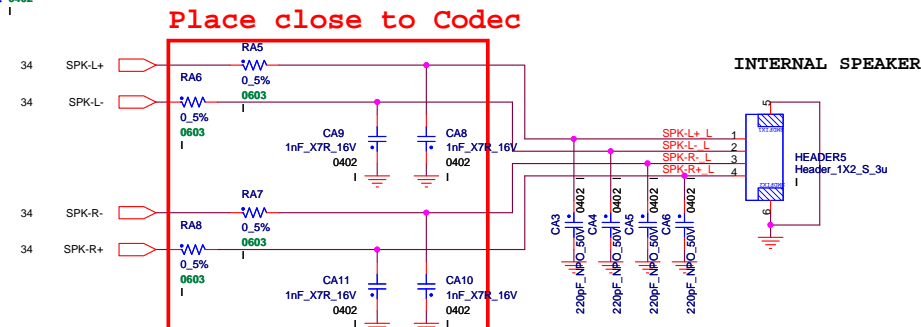 0402
I
Place close to Codec
INTERNAL SPEAKER
34 SPK-L+
RA5
0_5%
0603
I
34 SPK-L-
RA6
0_5%
0603
I
CA9
1nF_X7R_16V
0402
I
CA8
1nF_X7R_16V
0402
I
34 SPK-R-
RA7
0_5%
0603
I
34 SPK-R+
RA8
0_5%
0603
I
CA11
1nF_X7R_16V
0402
I
CA10
1nF_X7R_16V
0402
I
CA3
220pF_NPO_50V
0402
I
CA4
220pF_NPO_50V
0402
I
CA5
220pF_NPO_50V
0402
I
CA6
220pF_NPO_50V
0402
I
SPK-L+_L
SPK-L-_L
SPK-R-_L
SPK-R+_L
1
2
3
4
5
6
HEADER5
Header_1X2_S_3u
I